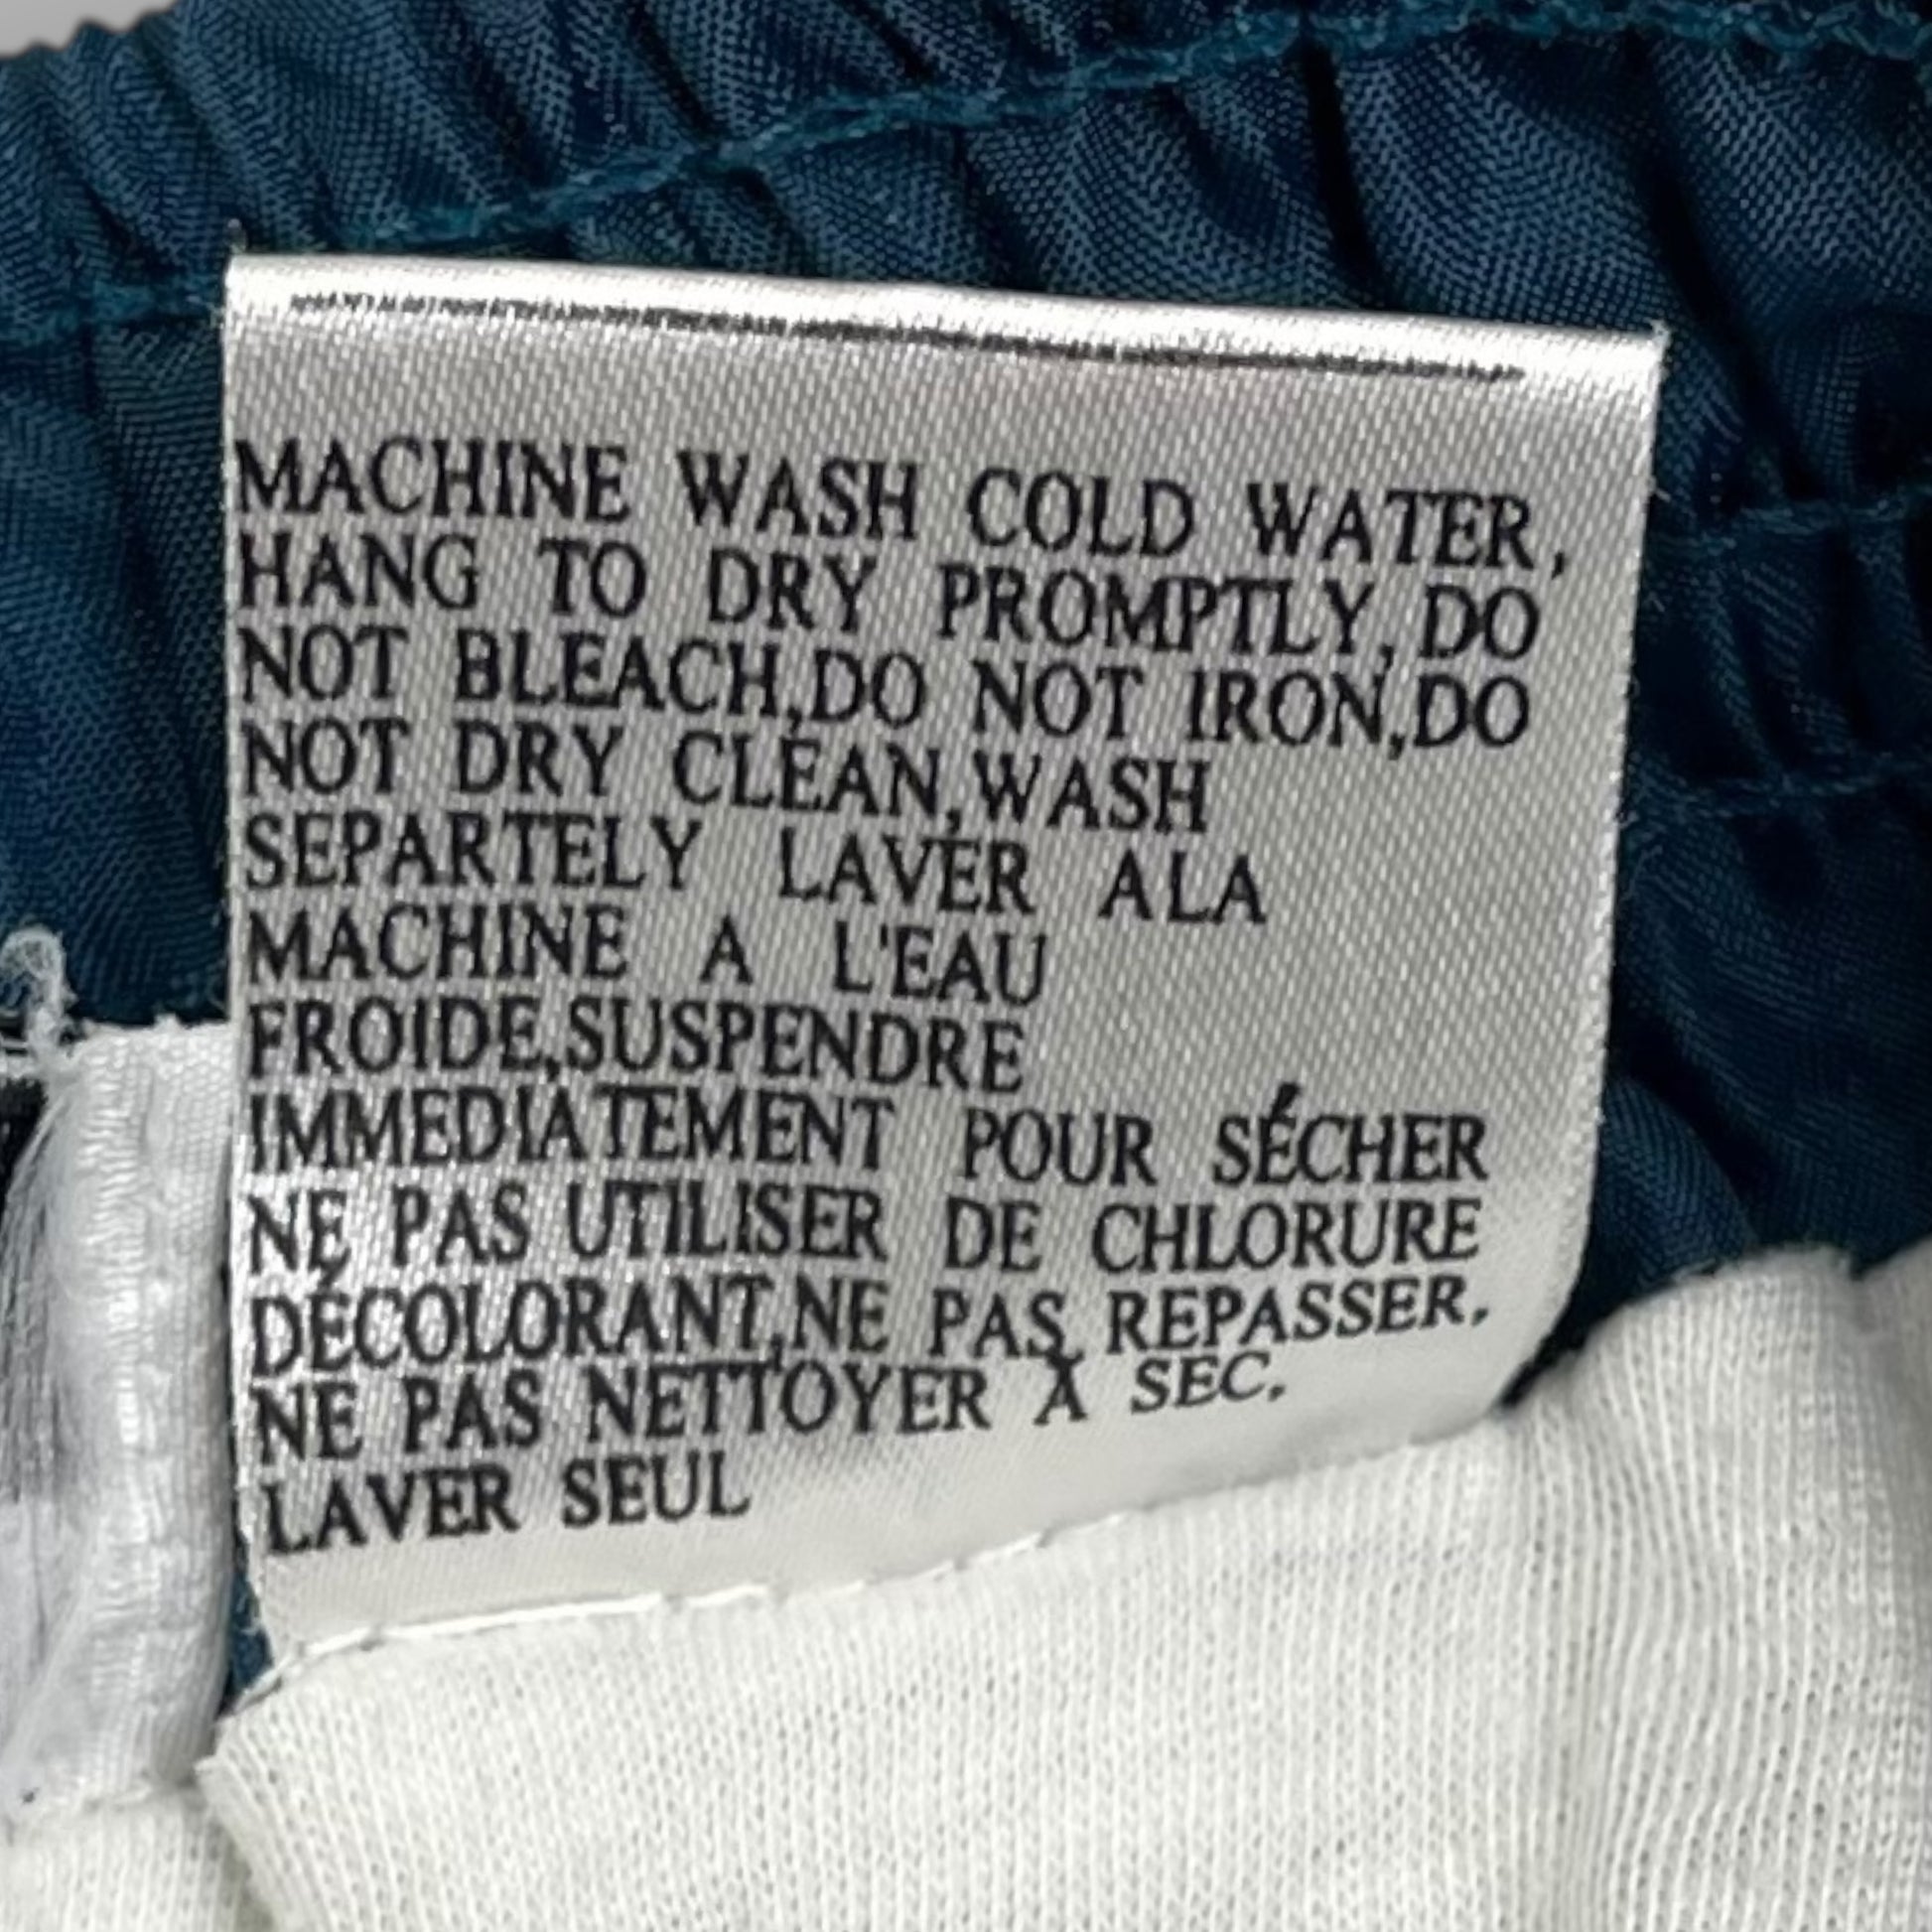 MACHINE WASH COLD WATER,
HANG TO DRY PROMPTLY,DO
NOT BLEACH,DO NOT IRON,DO
NOT DRY CLEAN,WASH
SEPARTELY LAVER ALA
MACHINE A L'EAU
FROIDE,SUSPENDRE
IMMEDIATEMENT POUR SÉCHER
NE PAS UTILISER DE CHLORURE
DÉCOLORANT,NE PAS REPASSER,
NE PAS NETTOYER À SEC,
LAVER SEUL